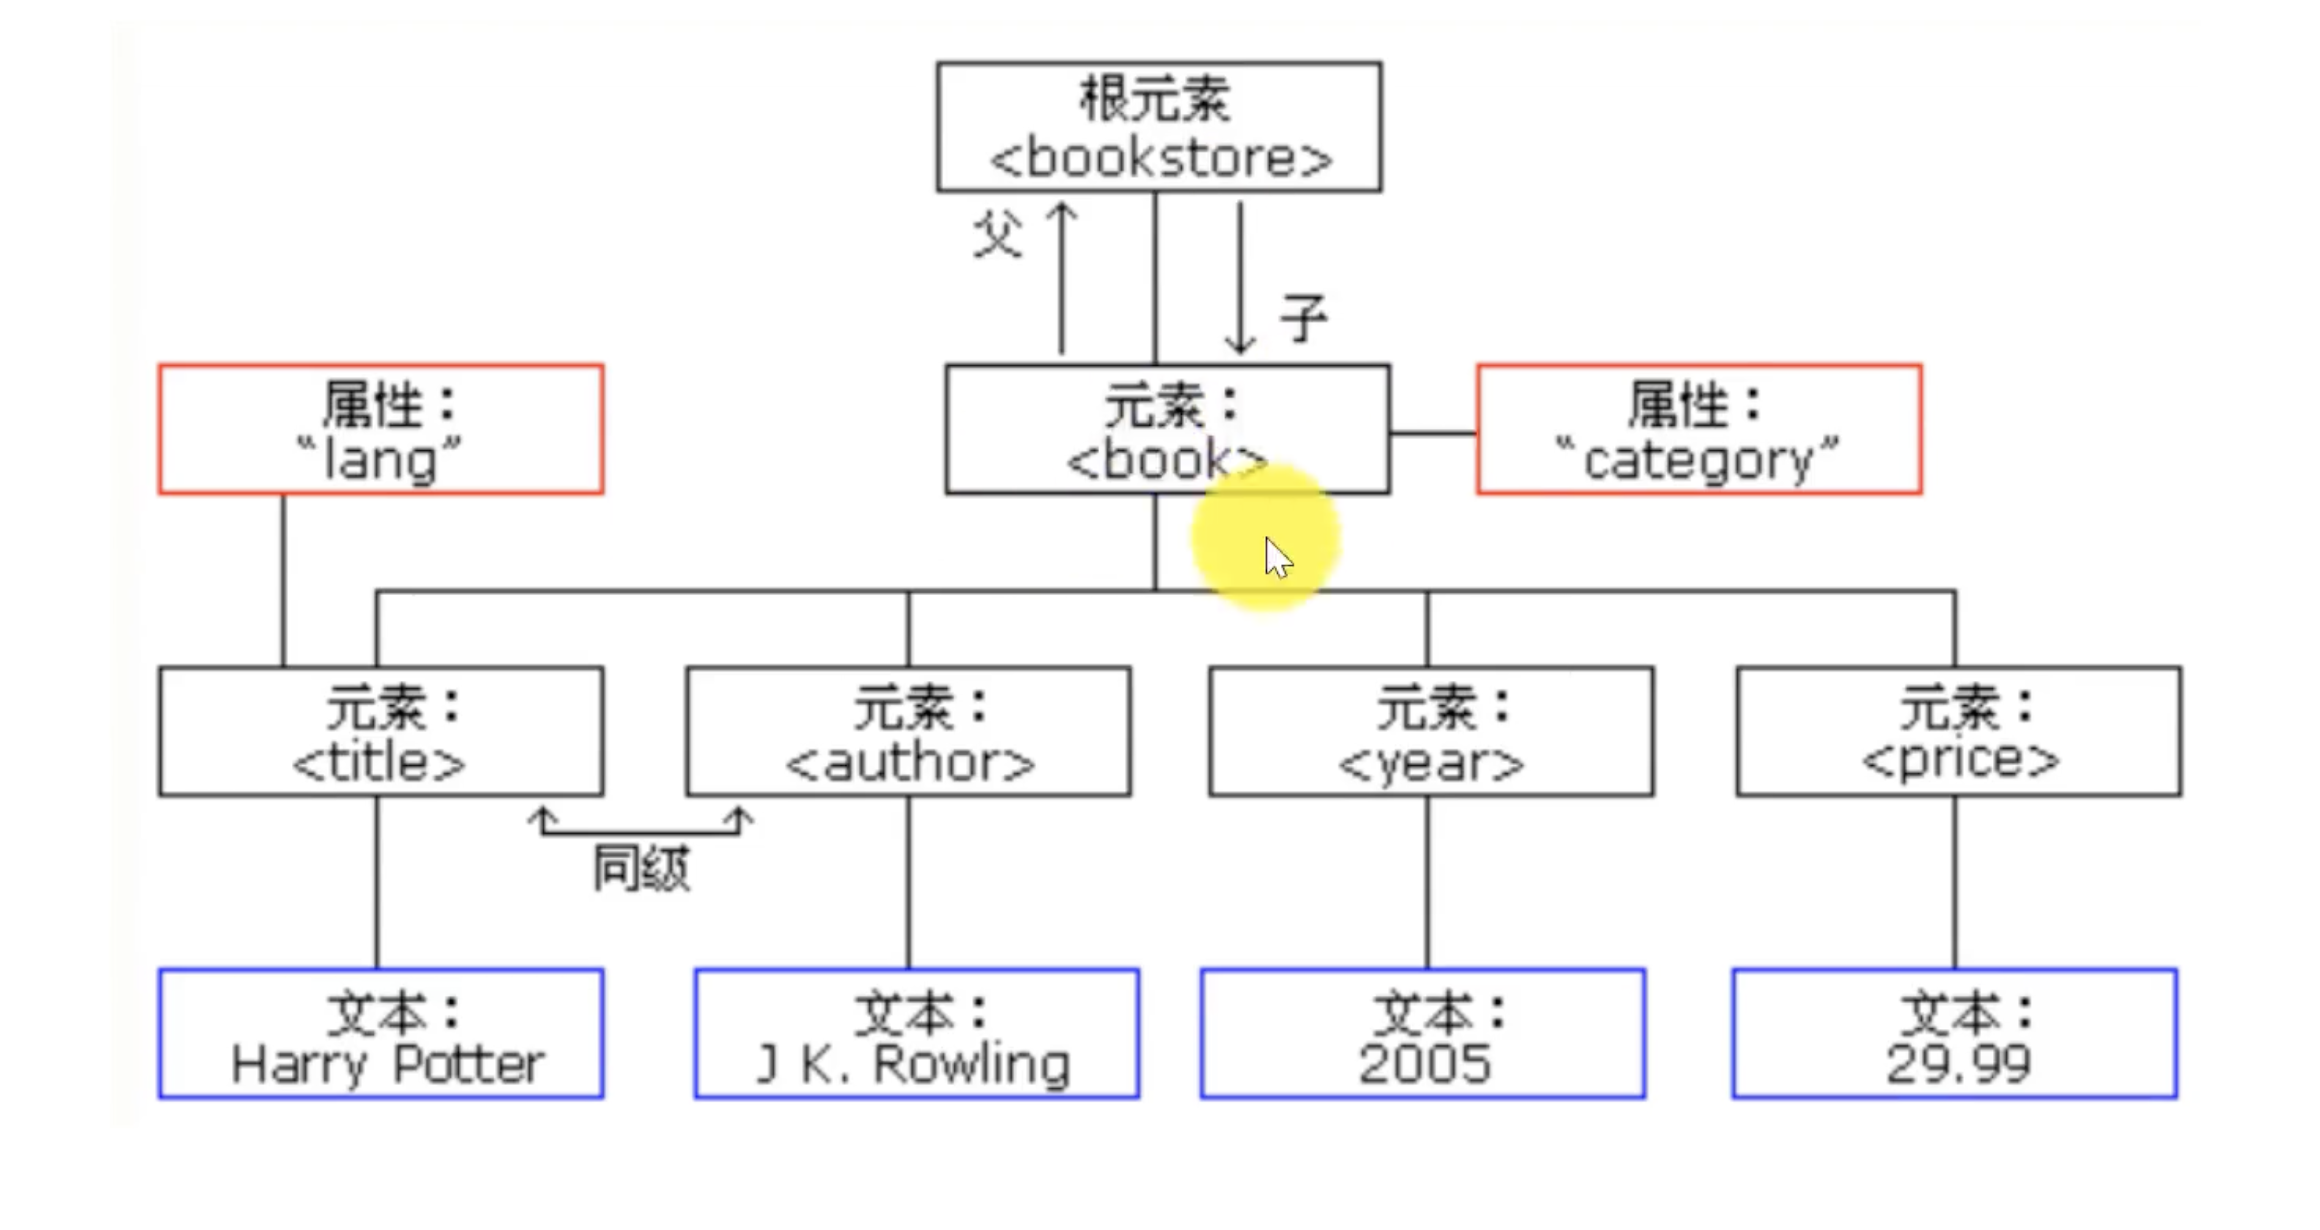 根元素
<bookstore>
父
子
属性：
“lang”
元素：
<book>
属性：
“category”
元素：
<title>
元素：
<author>
元素：
<year>
元素：
<price>
同级
文本：
Harry Potter
文本：
J K. Rowling
文本：
2005
文本：
29.99